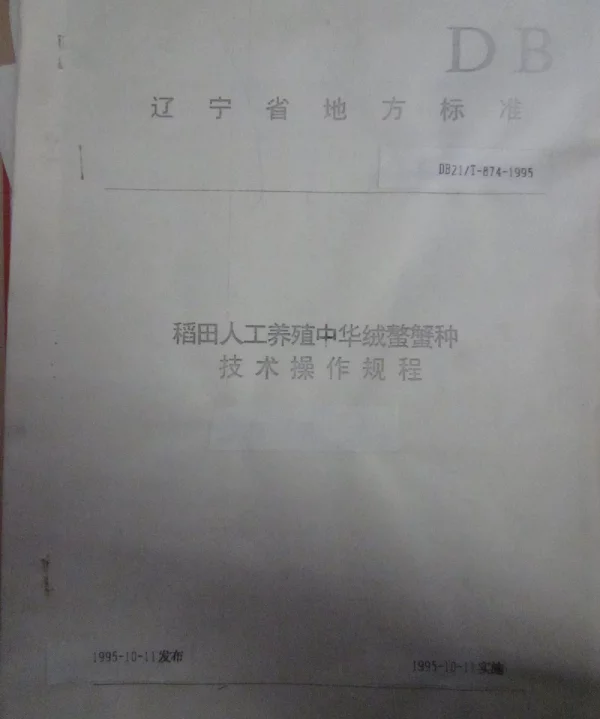 DB
辽宁省地方标准
DB21/T-874-1995
稻田人工养殖中华绒螯蟹种
技术操作规程
1995-10-11发布
1995-10-11实施